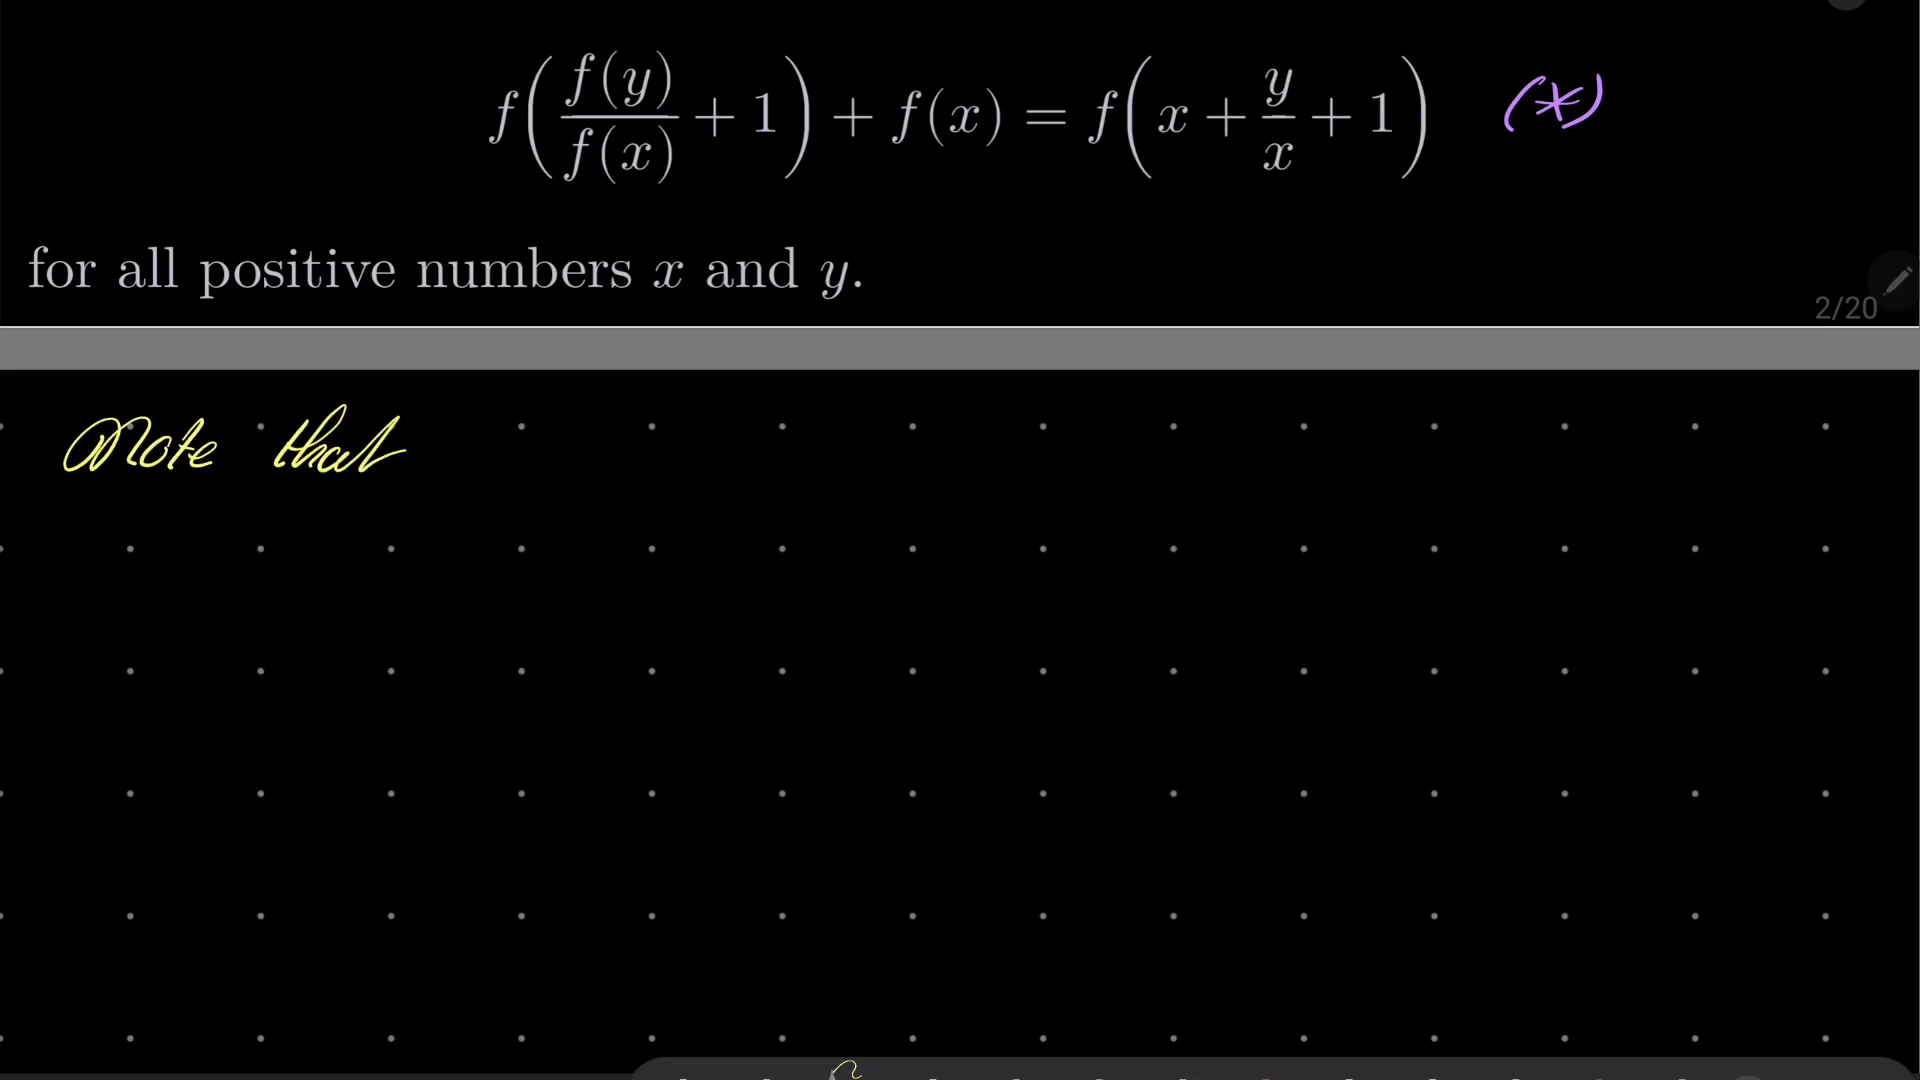 f(f(y)/f(x) + 1) + f(x) = f(x + y/x + 1) (*)
for all positive numbers x and y.
2/20
Note that